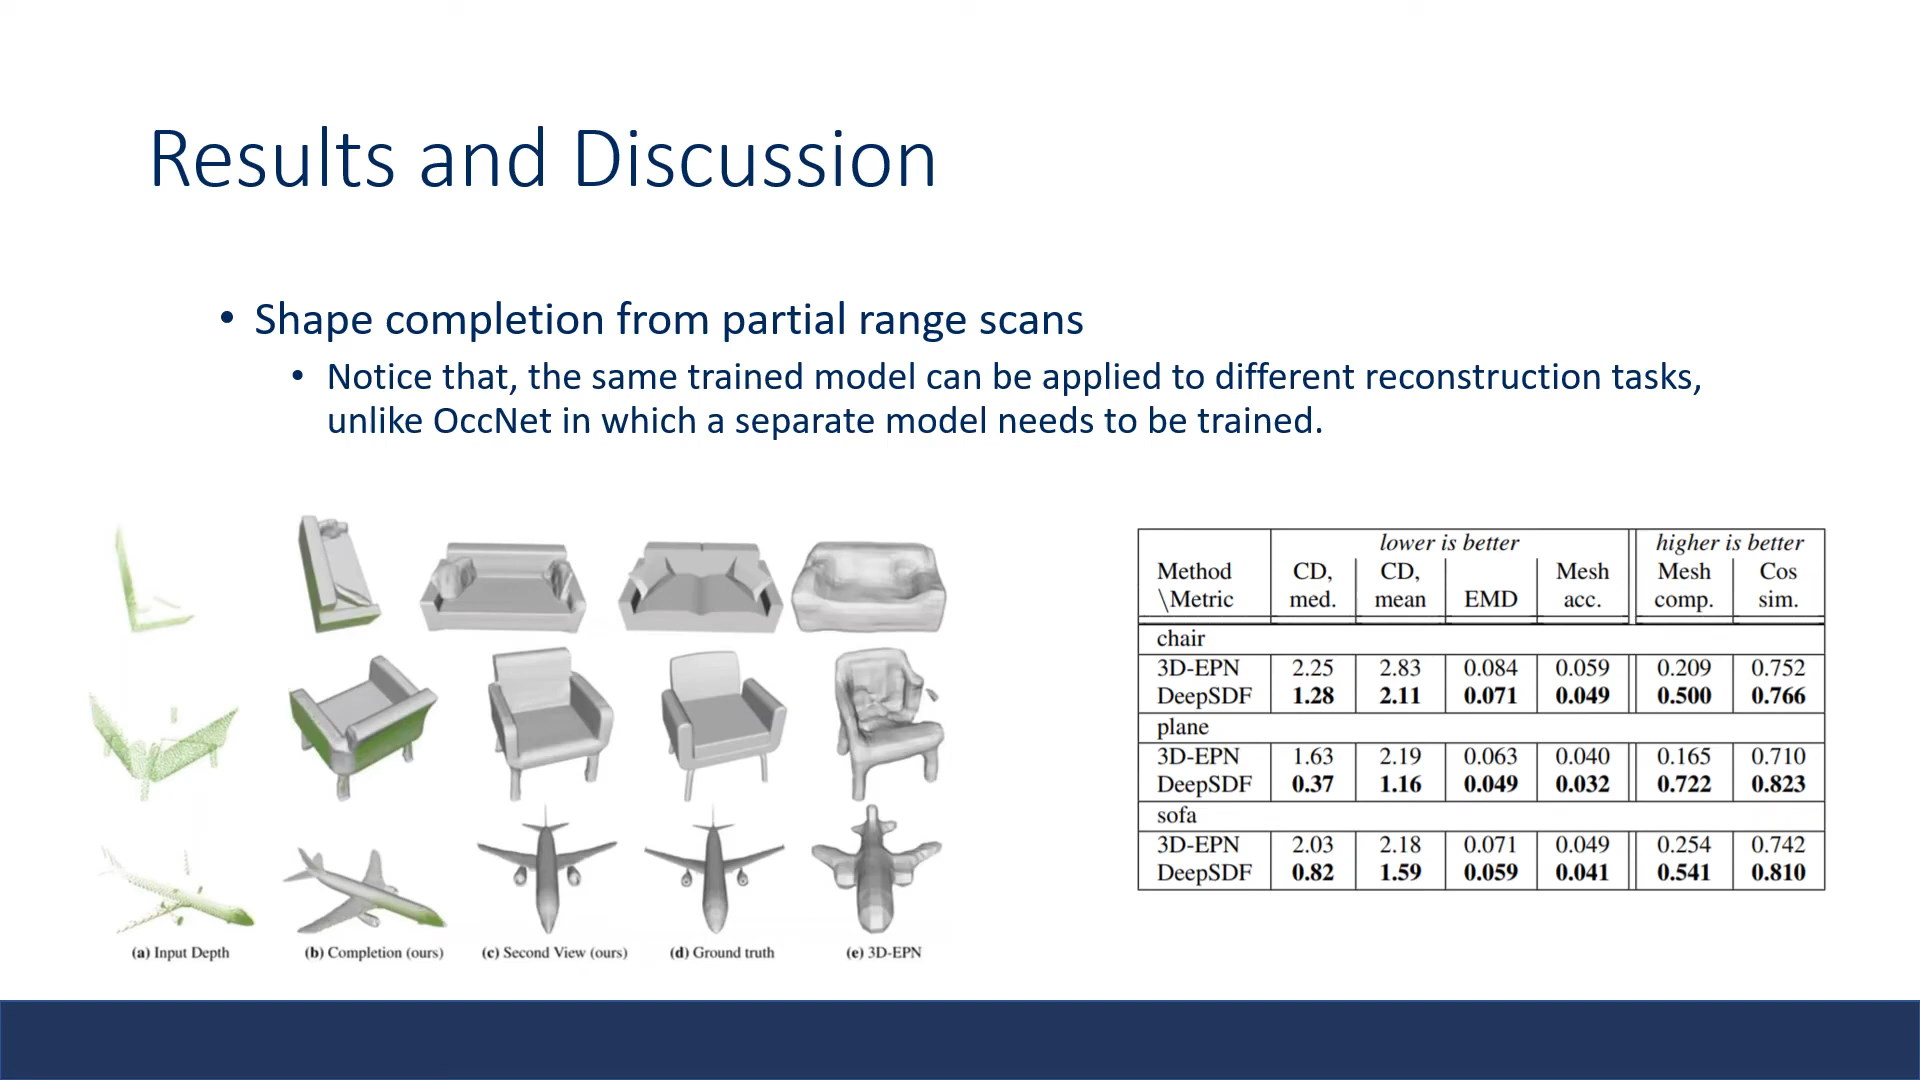 Results and Discussion
• Shape completion from partial range scans
• Notice that, the same trained model can be applied to different reconstruction tasks,
unlike OccNet in which a separate model needs to be trained.
(a) Input Depth (b) Completion (ours) (c) Second View (ours) (d) Ground truth (e) 3D-EPN
lower is better higher is better
Method CD, CD, Mesh Mesh Cos
\Metric med. mean EMD acc. comp. sim.
chair
3D-EPN 2.25 2.83 0.084 0.059 0.209 0.752
DeepSDF 1.28 2.11 0.071 0.049 0.500 0.766
plane
3D-EPN 1.63 2.19 0.063 0.040 0.165 0.710
DeepSDF 0.37 1.16 0.049 0.032 0.722 0.823
sofa
3D-EPN 2.03 2.18 0.071 0.049 0.254 0.742
DeepSDF 0.82 1.59 0.059 0.041 0.541 0.810